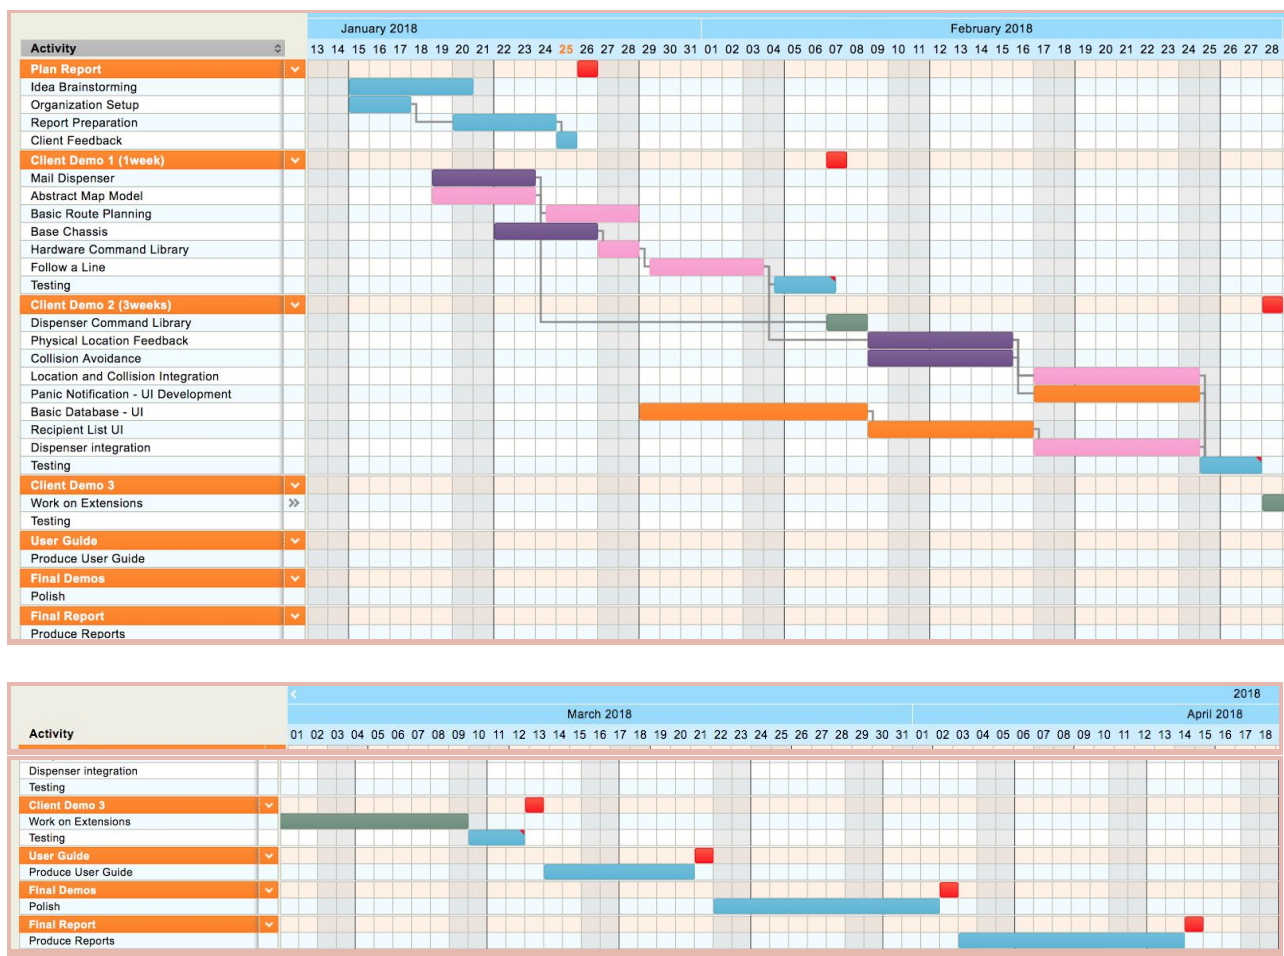 January 2018 February 2018
Activity 13 14 15 16 17 18 19 20 21 22 23 24 25 26 27 28 29 30 31 01 02 03 04 05 06 07 08 09 10 11 12 13 14 15 16 17 18 19 20 21 22 23 24 25 26 27 28
Plan Report
Idea Brainstorming
Organization Setup
Report Preparation
Client Feedback
Client Demo 1 (1week)
Mail Dispenser
Abstract Map Model
Basic Route Planning
Base Chassis
Hardware Command Library
Follow a Line
Testing
Client Demo 2 (3weeks)
Dispenser Command Library
Physical Location Feedback
Collision Avoidance
Location and Collision Integration
Panic Notification - UI Development
Basic Database - UI
Recipient List UI
Dispenser integration
Testing
Client Demo 3
Work on Extensions
Testing
User Guide
Produce User Guide
Final Demos
Polish
Final Report
Produce Reports
2018
March 2018 April 2018
Activity 01 02 03 04 05 06 07 08 09 10 11 12 13 14 15 16 17 18 19 20 21 22 23 24 25 26 27 28 29 30 31 01 02 03 04 05 06 07 08 09 10 11 12 13 14 15 16 17 18
Dispenser integration
Testing
Client Demo 3
Work on Extensions
Testing
User Guide
Produce User Guide
Final Demos
Polish
Final Report
Produce Reports